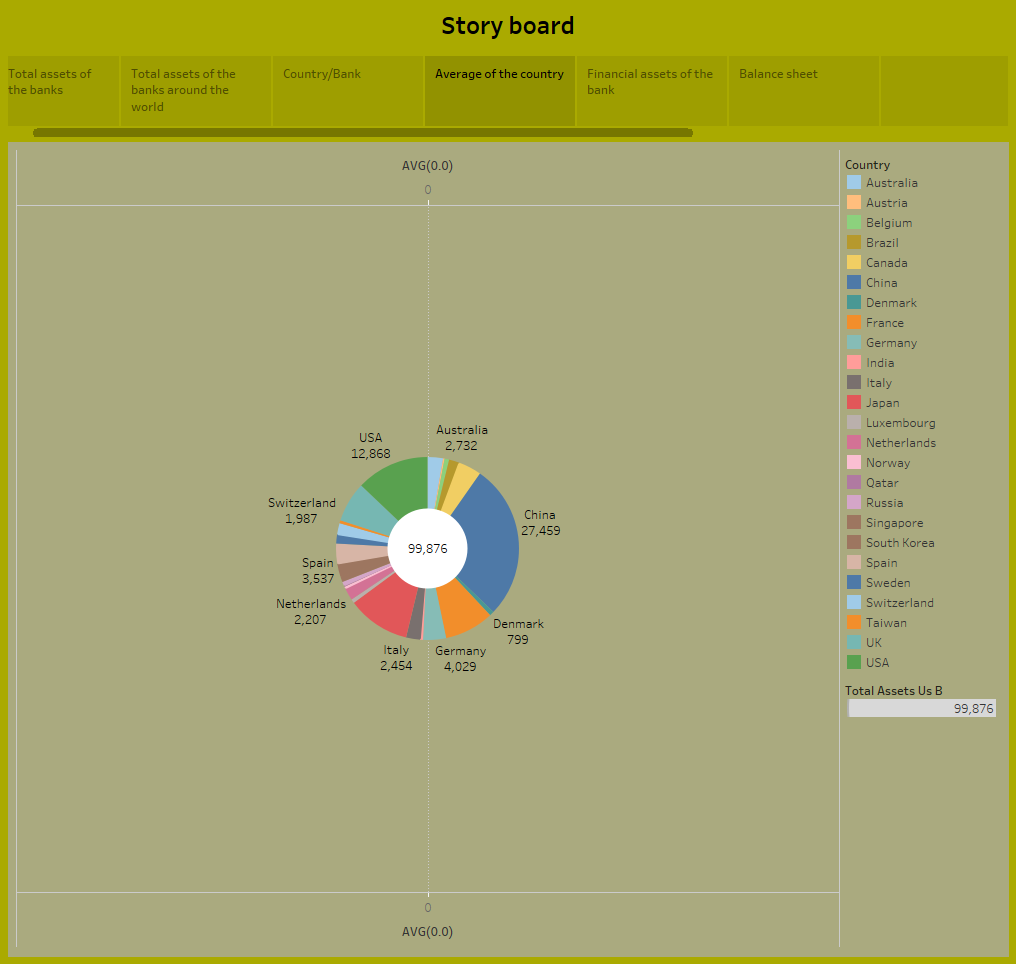 Story board
Total assets of
the banks
Total assets of the
banks around the
world
Country/Bank
Average of the country
Financial assets of the
bank
Balance sheet
AVG(0.0)
0
USA
12,868
Australia
2,732
Switzerland
1,987
China
27,459
99,876
Spain
3,537
Netherlands
2,207
Denmark
799
Italy
2,454
Germany
4,029
0
AVG(0.0)
Country
Australia
Austria
Belgium
Brazil
Canada
China
Denmark
France
Germany
India
Italy
Japan
Luxembourg
Netherlands
Norway
Qatar
Russia
Singapore
South Korea
Spain
Sweden
Switzerland
Taiwan
UK
USA
Total Assets Us B
99,876